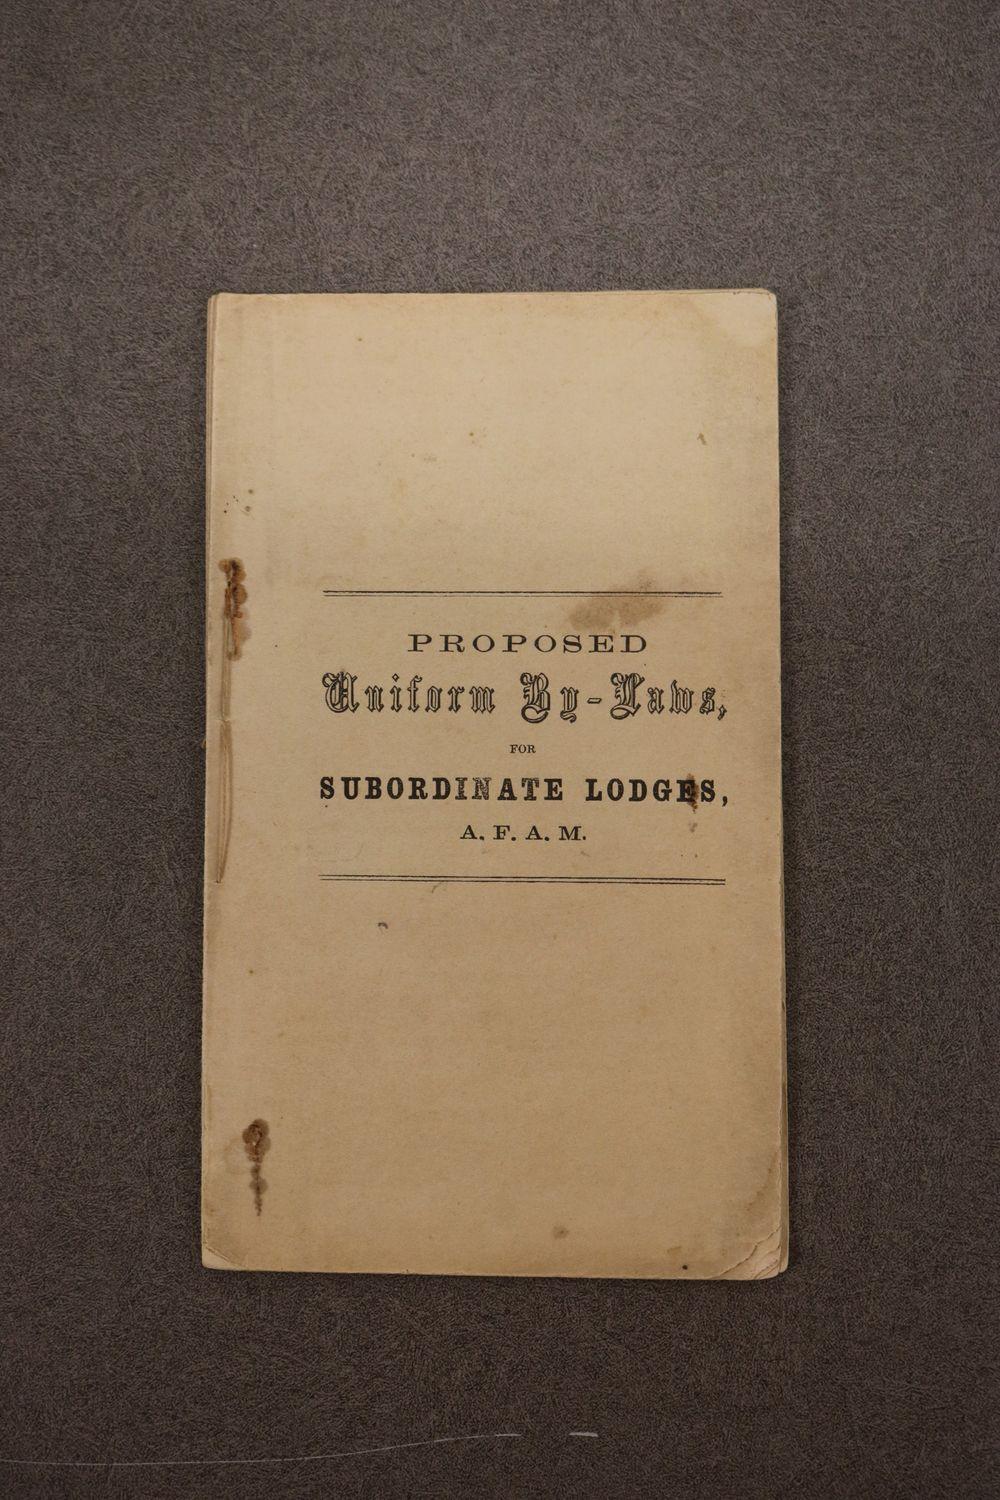 PROPOSED
Uniform By-Laws,
FOR
SUBORDINATE LODGES,
A. F. A. M.